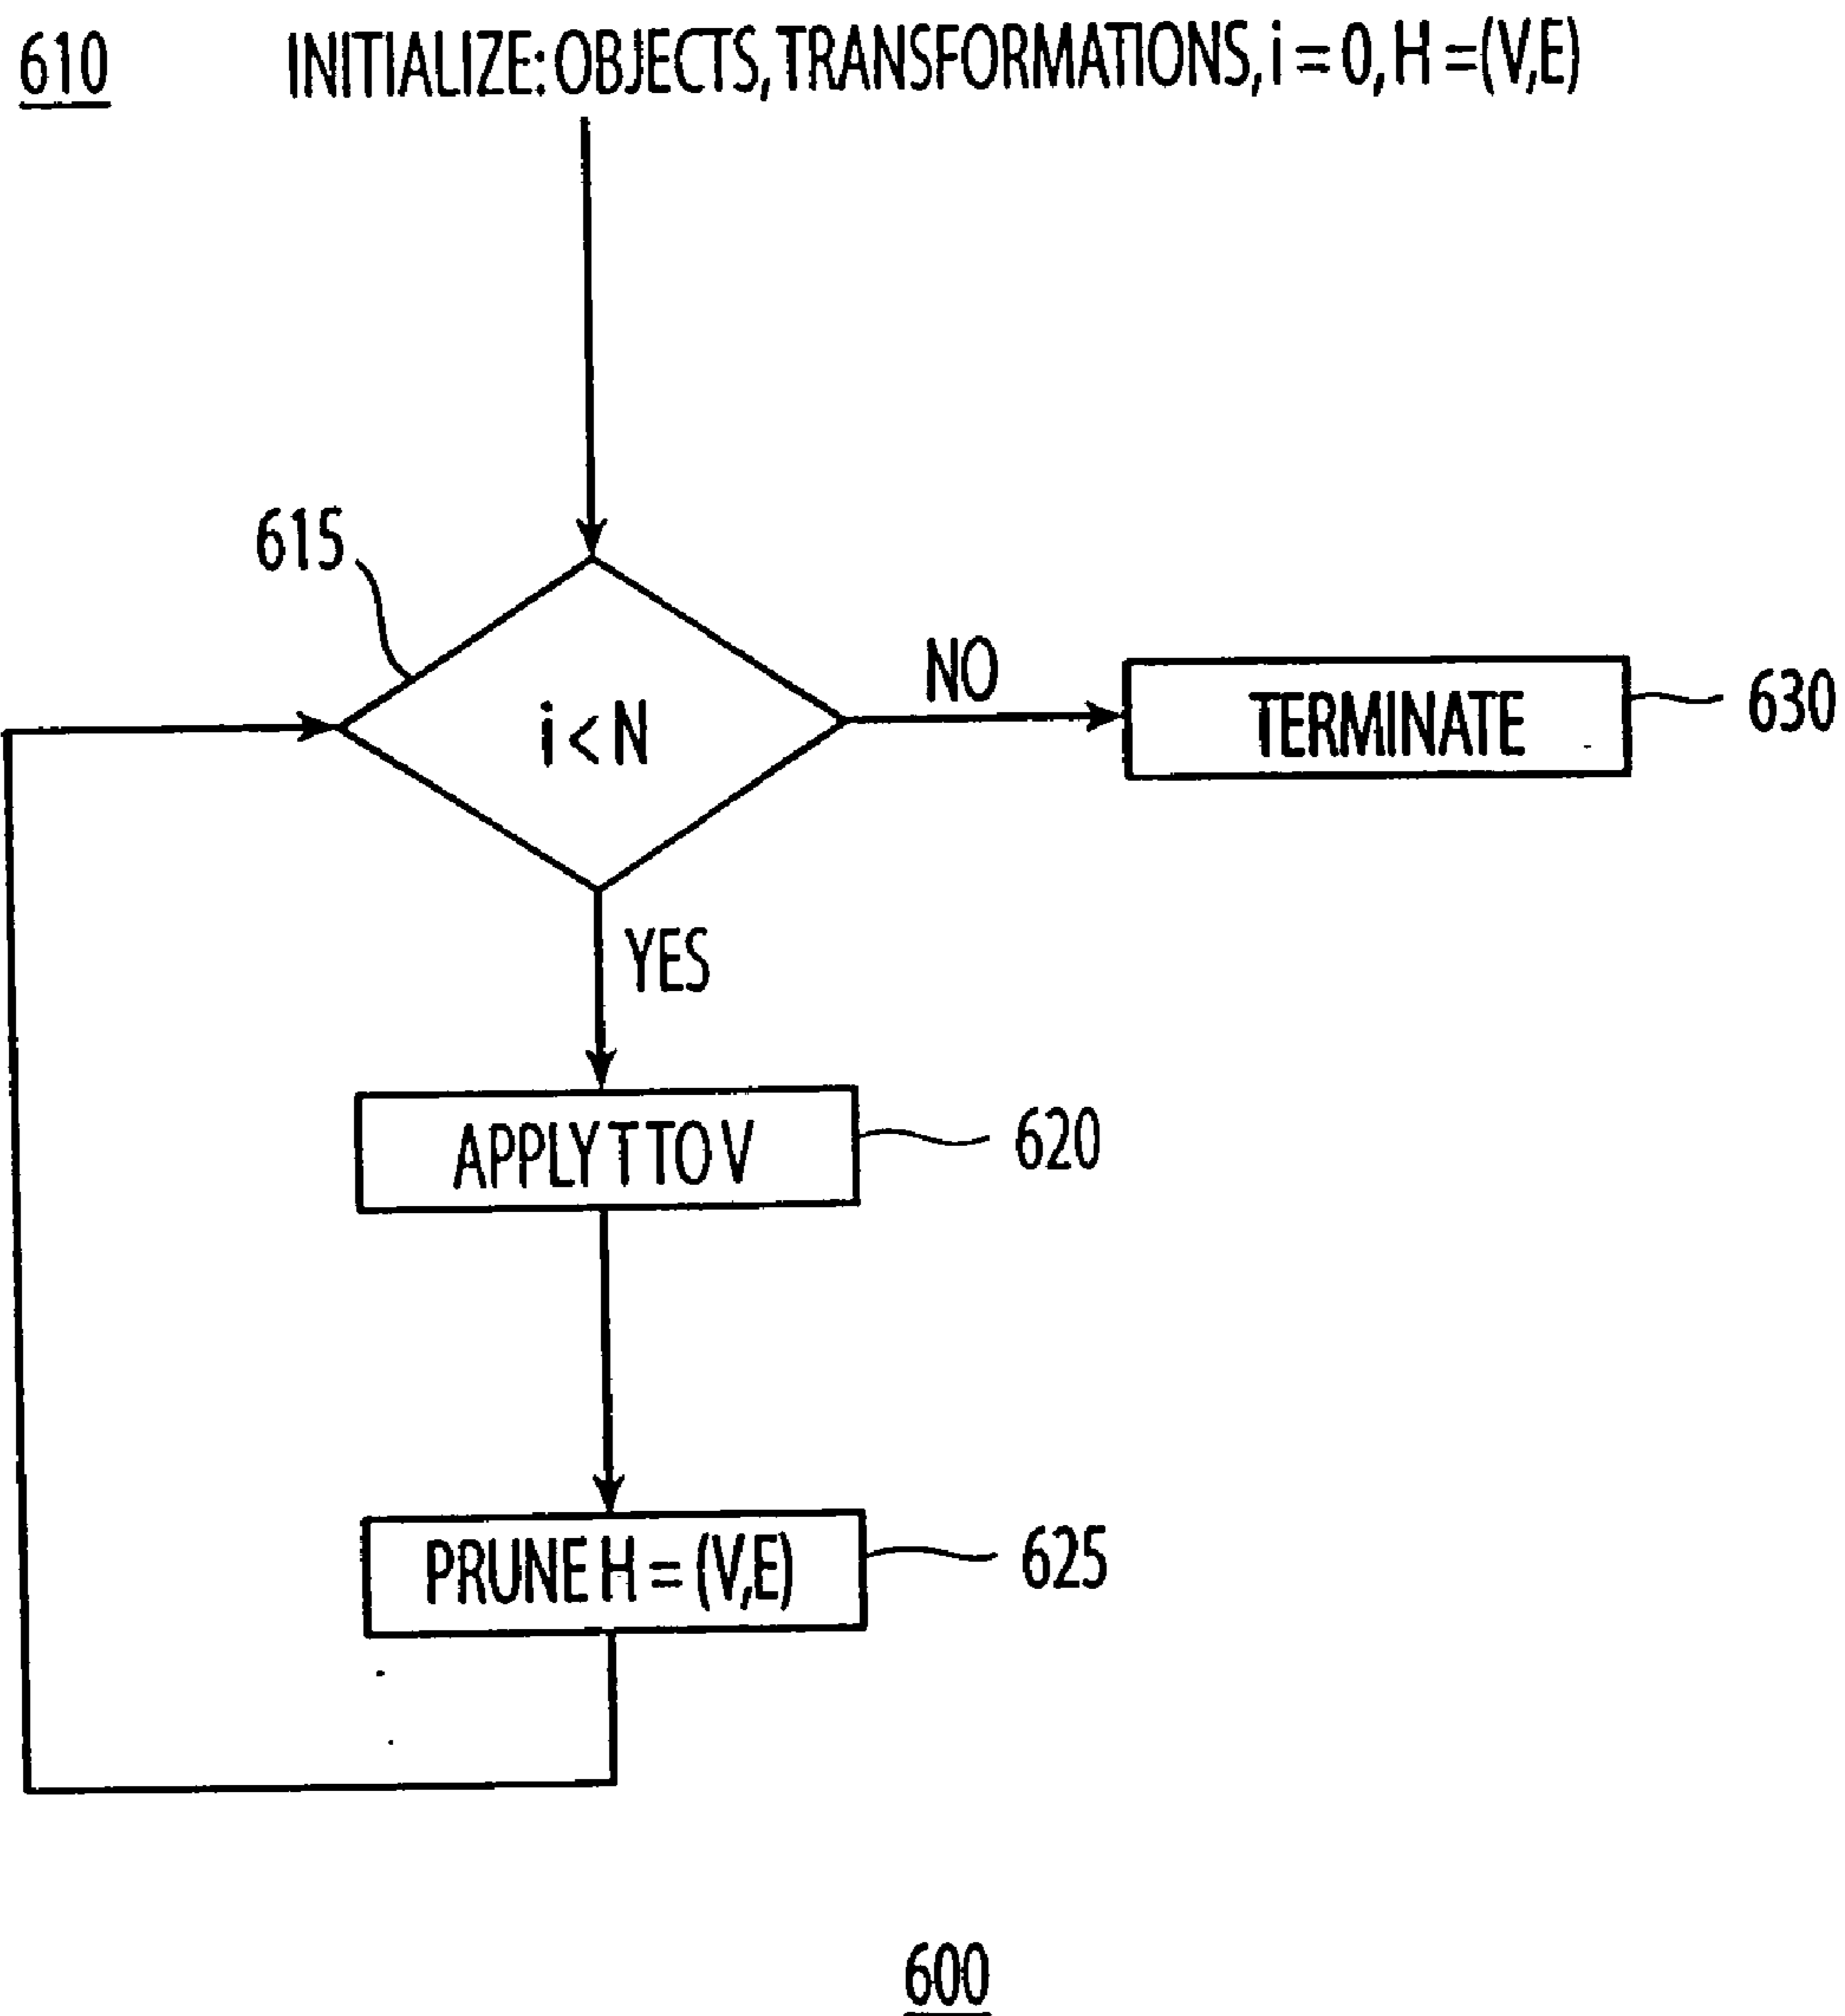 610
INITIALIZE: OBJECTS, TRANSFORMATIONS, i = 0, H = (V,E)
615
i < N
NO
TERMINATE
630
YES
APPLY T TO V
620
PRUNE H = (V,E)
625
600